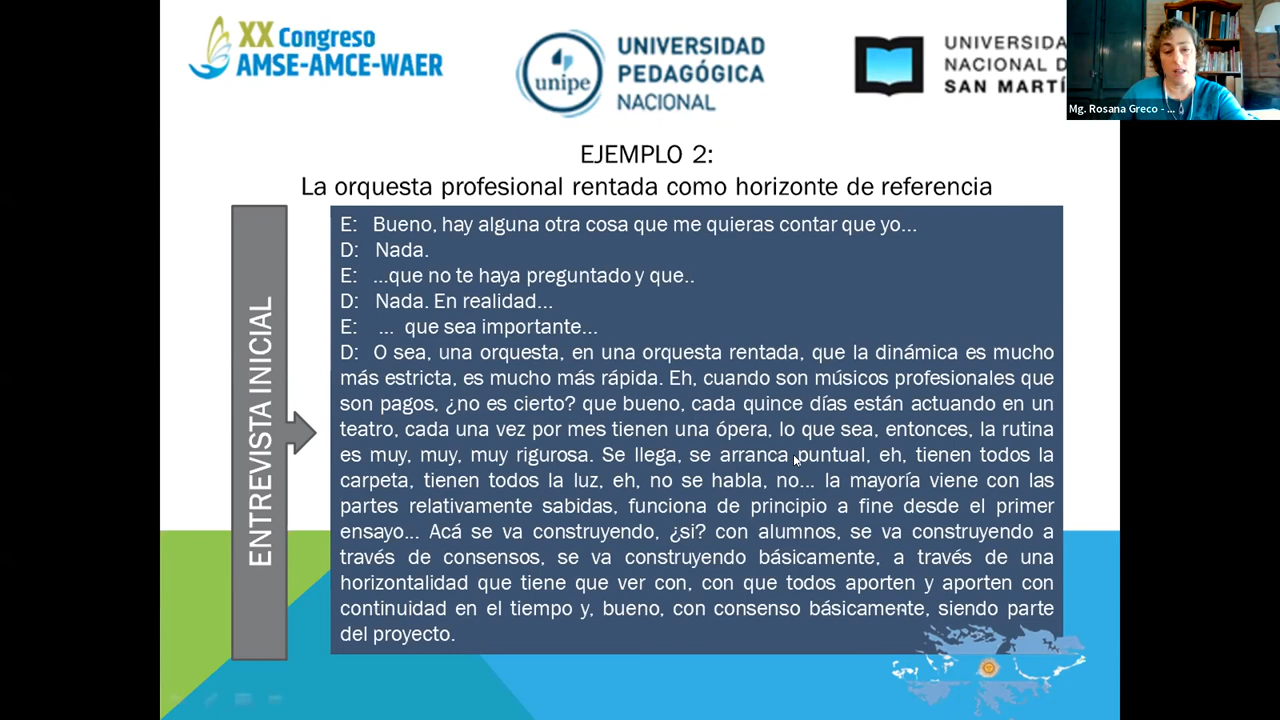 XX Congreso
AMSE-AMCE-WAER
unipe
UNIVERSIDAD
PEDAGÓGICA
NACIONAL
UNIVERSIDA
NACIONAL D
SAN MARTÍ
Mg. Rosana Greco - ...
EJEMPLO 2:
La orquesta profesional rentada como horizonte de referencia
ENTREVISTA INICIAL
E: Bueno, hay alguna otra cosa que me quieras contar que yo...
D: Nada.
E: ...que no te haya preguntado y que..
D: Nada. En realidad...
E: ... que sea importante...
D: O sea, una orquesta, en una orquesta rentada, que la dinámica es mucho
más estricta, es mucho más rápida. Eh, cuando son músicos profesionales que
son pagos, ¿no es cierto? que bueno, cada quince días están actuando en un
teatro, cada una vez por mes tienen una ópera, lo que sea, entonces, la rutina
es muy, muy, muy rigurosa. Se llega, se arranca puntual, eh, tienen todos la
carpeta, tienen todos la luz, eh, no se habla, no... la mayoría viene con las
partes relativamente sabidas, funciona de principio a fine desde el primer
ensayo... Acá se va construyendo, ¿si? con alumnos, se va construyendo a
través de consensos, se va construyendo básicamente, a través de una
horizontalidad que tiene que ver con, con que todos aporten y aporten con
continuidad en el tiempo y, bueno, con consenso básicamente, siendo parte
del proyecto.